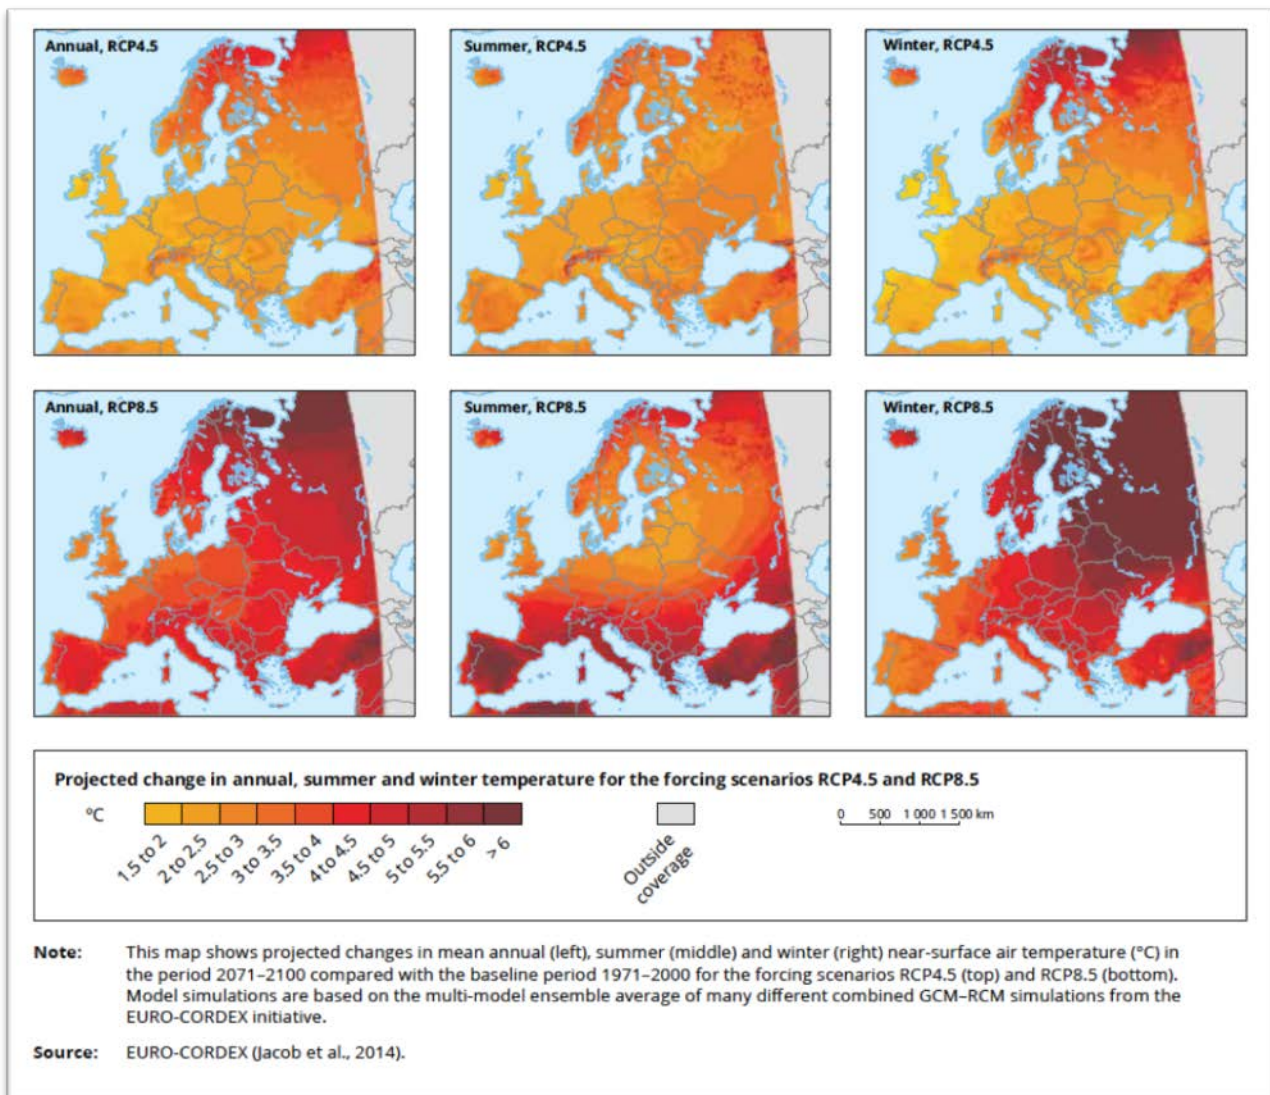 Annual, RCP4.5
Summer, RCP4.5
Winter, RCP4.5
Annual, RCP8.5
Summer, RCP8.5
Winter, RCP8.5
Projected change in annual, summer and winter temperature for the forcing scenarios RCP4.5 and RCP8.5
ºC
1.5 to 2
2 to 2.5
2.5 to 3
3 to 3.5
3.5 to 4
4 to 4.5
4.5 to 5
5 to 5.5
5.5 to 6
> 6
Outside
coverage
0 500 1 000 1 500 km
Note: This map shows projected changes in mean annual (left), summer (middle) and winter (right) near-surface air temperature (°C) in
the period 2071–2100 compared with the baseline period 1971–2000 for the forcing scenarios RCP4.5 (top) and RCP8.5 (bottom).
Model simulations are based on the multi-model ensemble average of many different combined GCM–RCM simulations from the
EURO-CORDEX initiative.
Source: EURO-CORDEX (Jacob et al., 2014).